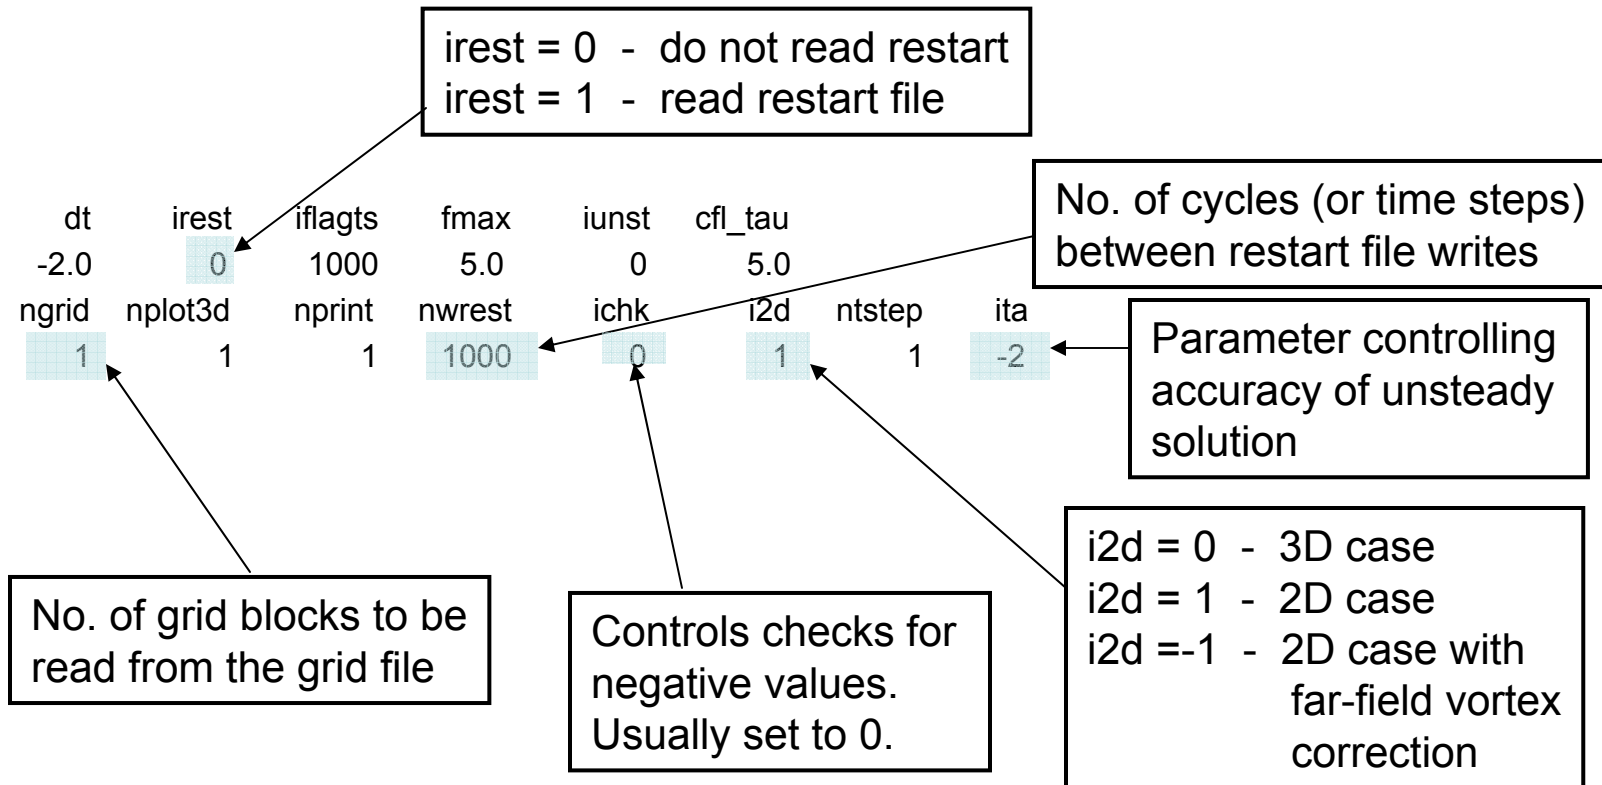 irest = 0  -  do not read restart
irest = 1  -  read restart file
No. of cycles (or time steps)
between restart file writes
dt irest iflagts fmax iunst cfl_tau
-2.0 0 1000 5.0 0 5.0
ngrid nplot3d nprint nwrest ichk i2d ntstep ita
1 1 1 1000 0 1 1 -2
Parameter controlling
accuracy of unsteady
solution
No. of grid blocks to be
read from the grid file
Controls checks for
negative values.
Usually set to 0.
i2d = 0  -  3D case
i2d = 1  -  2D case
i2d =-1  -  2D case with
far-field vortex
correction